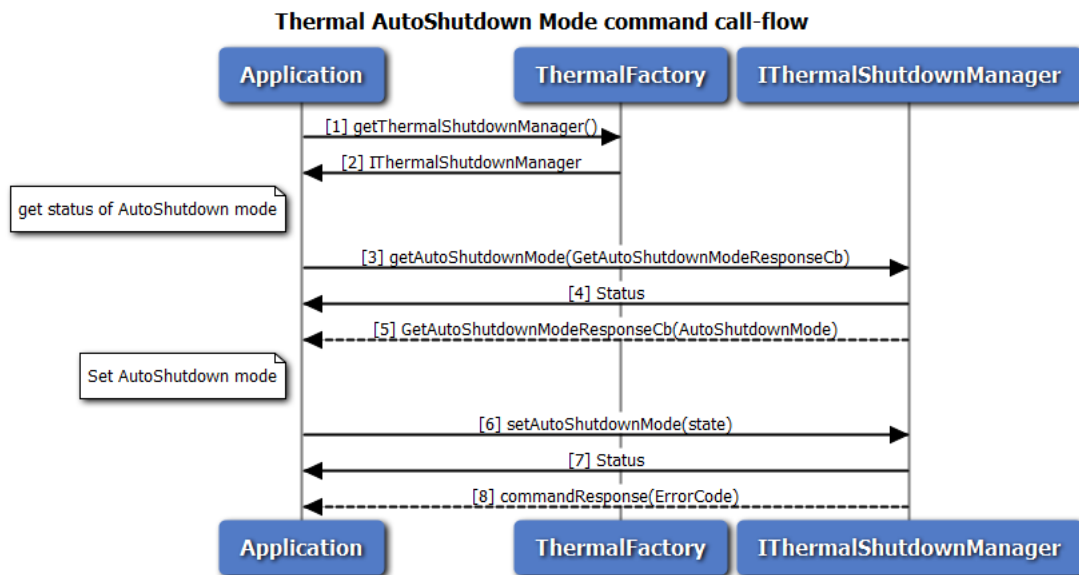 Thermal AutoShutdown Mode command call-flow
Application
ThermalFactory
IThermalShutdownManager
[1] getThermalShutdownManager()
[2] IThermalShutdownManager
get status of AutoShutdown mode
[3] getAutoShutdownMode(GetAutoShutdownModeResponseCb)
[4] Status
[5] GetAutoShutdownModeResponseCb(AutoShutdownMode)
Set AutoShutdown mode
[6] setAutoShutdownMode(state)
[7] Status
[8] commandResponse(ErrorCode)
Application
ThermalFactory
IThermalShutdownManager